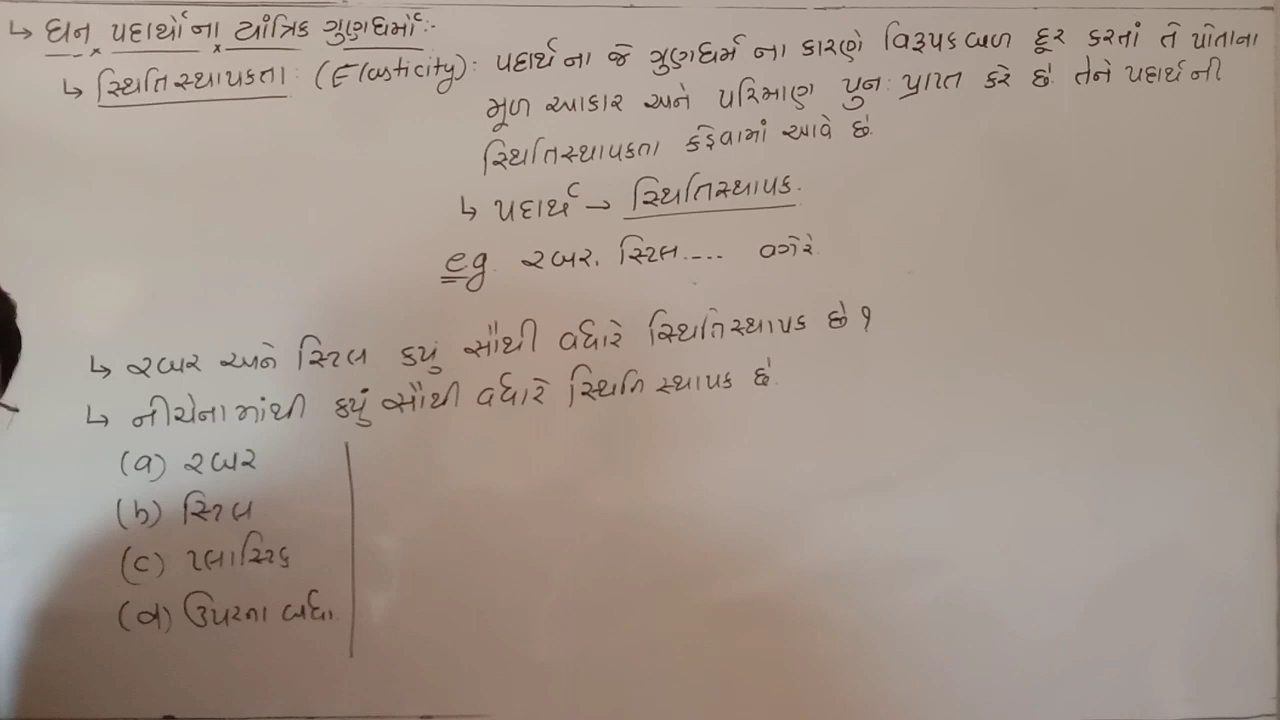 ↳ ઘન પદાર્થોના યાંત્રિક ગુણધર્મો:-
↳ સ્થિતિસ્થાપકતા: (Elasticity): પદાર્થના જે ગુણધર્મ ના કારણે વિરૂપકબળ દૂર કરતાં તે પોતાના
મૂળ આકાર અને પરિમાણ પુન: પ્રાપ્ત કરે છે તેને પદાર્થની
સ્થિતિસ્થાપકતા કહેવામાં આવે છે.
↳ પદાર્થ → સ્થિતિસ્થાપક.
eg. રબર, સ્ટિલ.... વગેરે
↳ રબર અને સ્ટિલ કયું સૌથી વધારે સ્થિતિસ્થાપક છે ?
↳ નીચેનામાંથી કયું સૌથી વધારે સ્થિતિ સ્થાપક છે.
(a) રબર
(b) સ્ટિલ
(c) પ્લાસ્ટિક
(d) ઉપરના બધા.